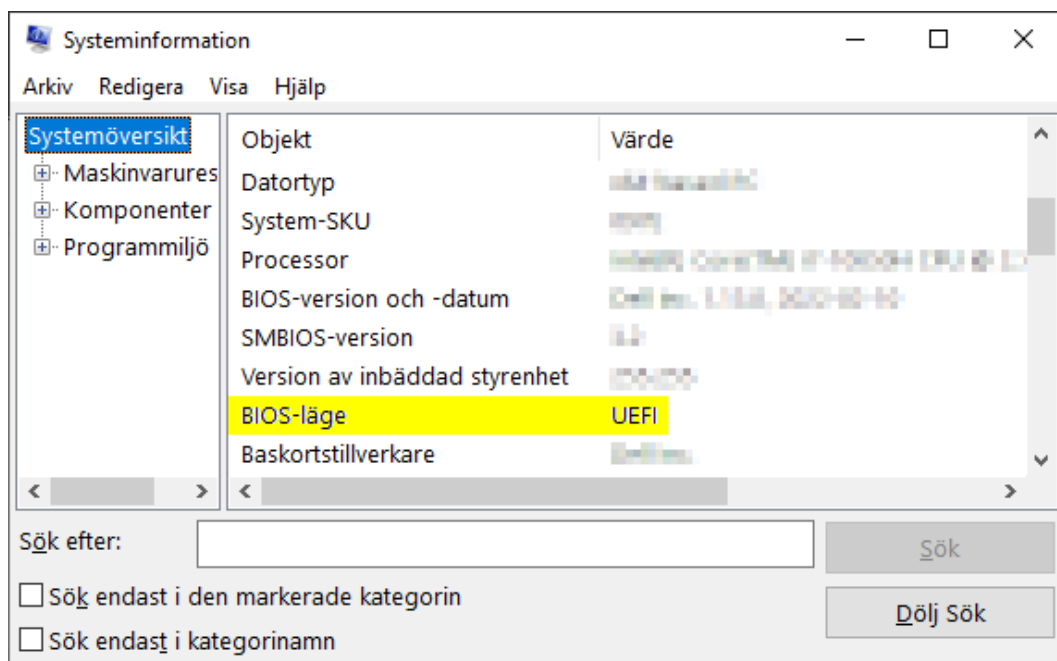 Systeminformation
Arkiv Redigera Visa Hjälp
Systemöversikt
Maskinvarures
Komponenter
Programmiljö
Objekt Värde
Datortyp
System-SKU
Processor
BIOS-version och -datum
SMBIOS-version
Version av inbäddad styrenhet
BIOS-läge UEFI
Baskortstillverkare
Sök efter:
Sök
Sök endast i den markerade kategorin
Dölj Sök
Sök endast i kategorinamn